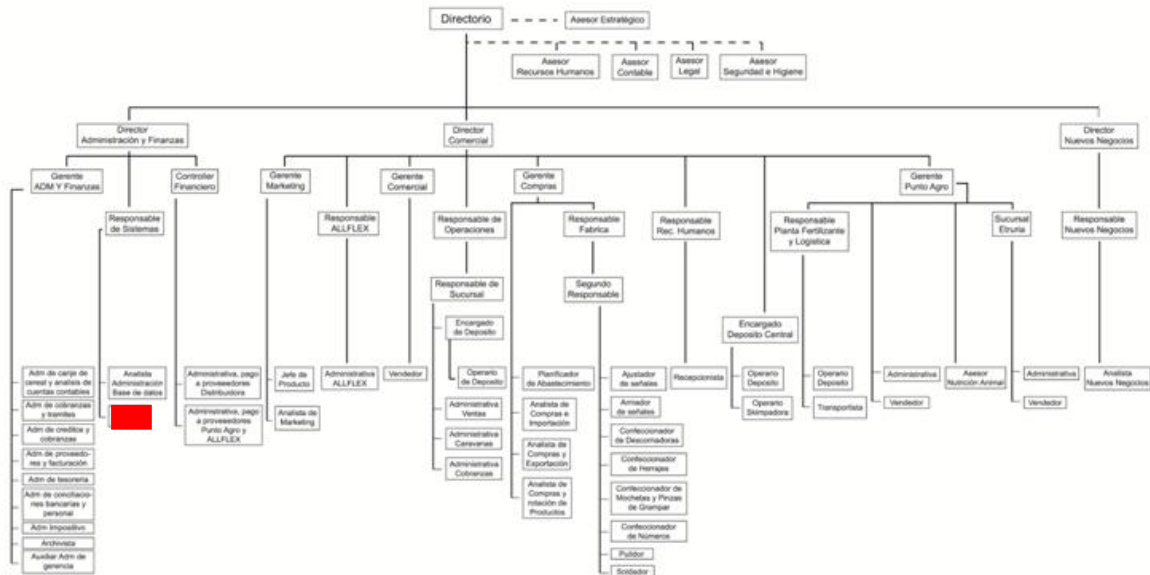 Directorio
Asesor Estratégico
Asesor
Recursos Humanos
Asesor
Contable
Asesor
Legal
Asesor
Seguridad e Higiene
Director
Administración y Finanzas
Director
Comercial
Director
Nuevos Negocios
Gerente
ADM Y Finanzas
Controller
Financiero
Gerente
Marketing
Gerente
Comercial
Gerente
Compras
Gerente
Punto Agro
Responsable
de Sistemas
Responsable
ALLFLEX
Responsable de
Operaciones
Responsable
Fabrica
Responsable
Rec. Humanos
Responsable
Planta Fertilizante
y Logistica
Sucursal
Etruria
Responsable
Nuevos Negocios
Responsable de
Sucursal
Segundo
Responsable
Encargado
de Deposito
Encargado
Deposito Central
Operario
de Deposito
Adm de canje de
cereal y analisis de
cuentas contables
Adm de cobranzas
y tramites
Adm de creditos y
cobranzas
Adm de proveedo-
res y facturación
Adm de tesoreria
Adm de conciliacio-
nes bancarias y
personal
Adm Impositivo
Archivista
Auxiliar Adm de
gerencia
Analista
Administración
Base de datos
Administrativa, pago
a proveedores
Distribuidora
Administrativa, pago
a proveedores
Punto Agro y
ALLFLEX
Jefe de
Producto
Analista de
Marketing
Administrativa
ALLFLEX
Vendedor
Administrativa
Ventas
Administrativa
Caravanas
Administrativa
Cobranzas
Planificador
de Abastecimiento
Analista de
Compras e
Importación
Analista de
Compras y
Exportación
Analista de
Compras y
rotación de
Productos
Ajustador
de señales
Armador
de señales
Confeccionador
de Descornadoras
Confeccionador
de Herrajes
Confeccionador de
Mochetas y Pinzas
de Grampar
Confeccionador
de Números
Pulidor
Soldador
Recepcionista
Operario
Deposito
Operario
Skimpadora
Operario
Deposito
Transportista
Administrativa
Vendedor
Asesor
Nutrición Animal
Administrativa
Vendedor
Analista
Nuevos Negocios